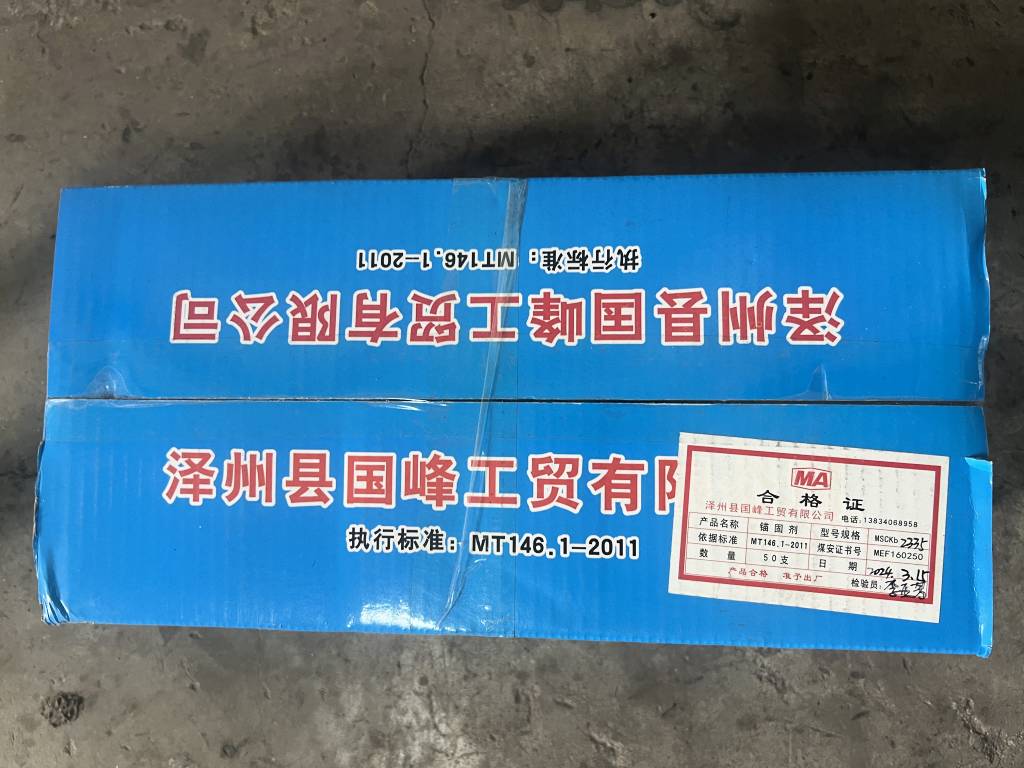 执行标准：MT146.1-2011
泽州县国峰工贸有限公司
泽州县国峰工贸有限
执行标准：MT146.1-2011
MA
合格证
泽州县国峰工贸有限公司 电话:13834068958
产品名称 锚固剂 型号规格 MSCKb 2335
依据标准 MT146.1-2011 煤安证书号 MEF160250
数量 50支 日期 2024.3.15
产品合格 准予出厂 检验员: